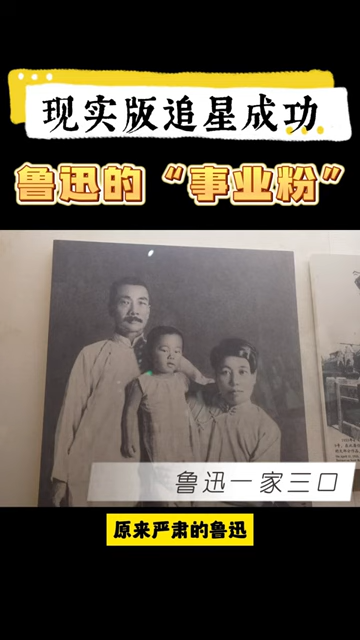 现实版追星成功
鲁迅的“事业粉”
鲁迅一家三口
原来严肃的鲁迅